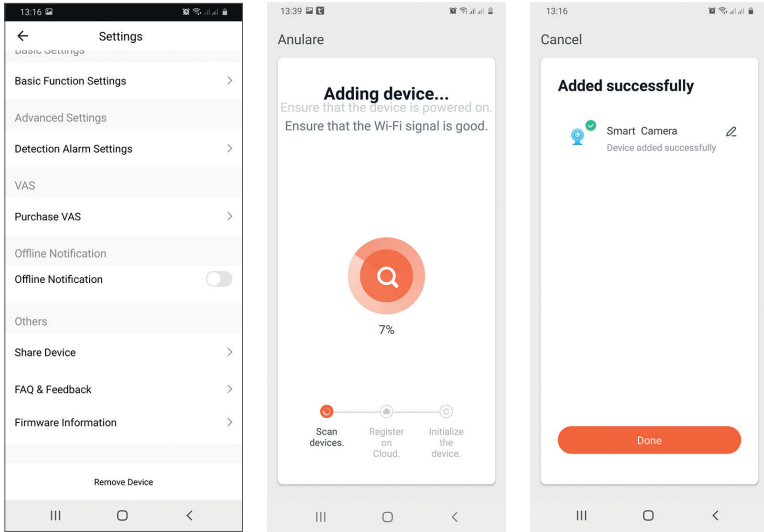 13:16
Settings
Basic Settings
Basic Function Settings
Advanced Settings
Detection Alarm Settings
VAS
Purchase VAS
Offline Notification
Offline Notification
Others
Share Device
FAQ & Feedback
Firmware Information
Remove Device
13:39
Anulare
Adding device...
Ensure that the device is powered on.
Ensure that the Wi-Fi signal is good.
7%
Scan
devices.
Register
on
Cloud.
Initialize
the
device.
13:16
Cancel
Added successfully
Smart Camera
Device added successfully
Done